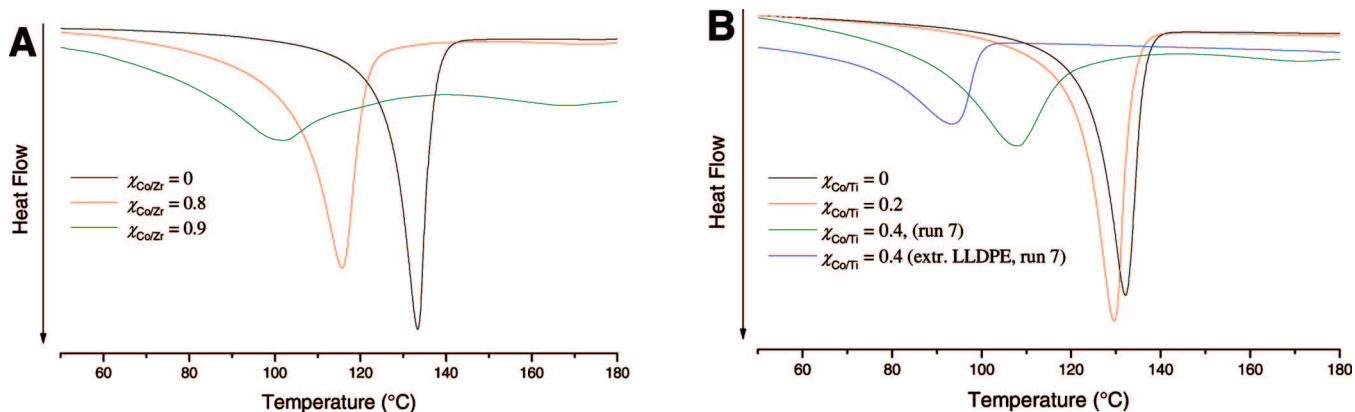 A
Heat Flow
χCo/Zr = 0
χCo/Zr = 0.8
χCo/Zr = 0.9
60 80 100 120 140 160 180
Temperature (°C)
B
Heat Flow
χCo/Ti = 0
χCo/Ti = 0.2
χCo/Ti = 0.4, (run 7)
χCo/Ti = 0.4 (extr. LLDPE, run 7)
60 80 100 120 140 160 180
Temperature (°C)